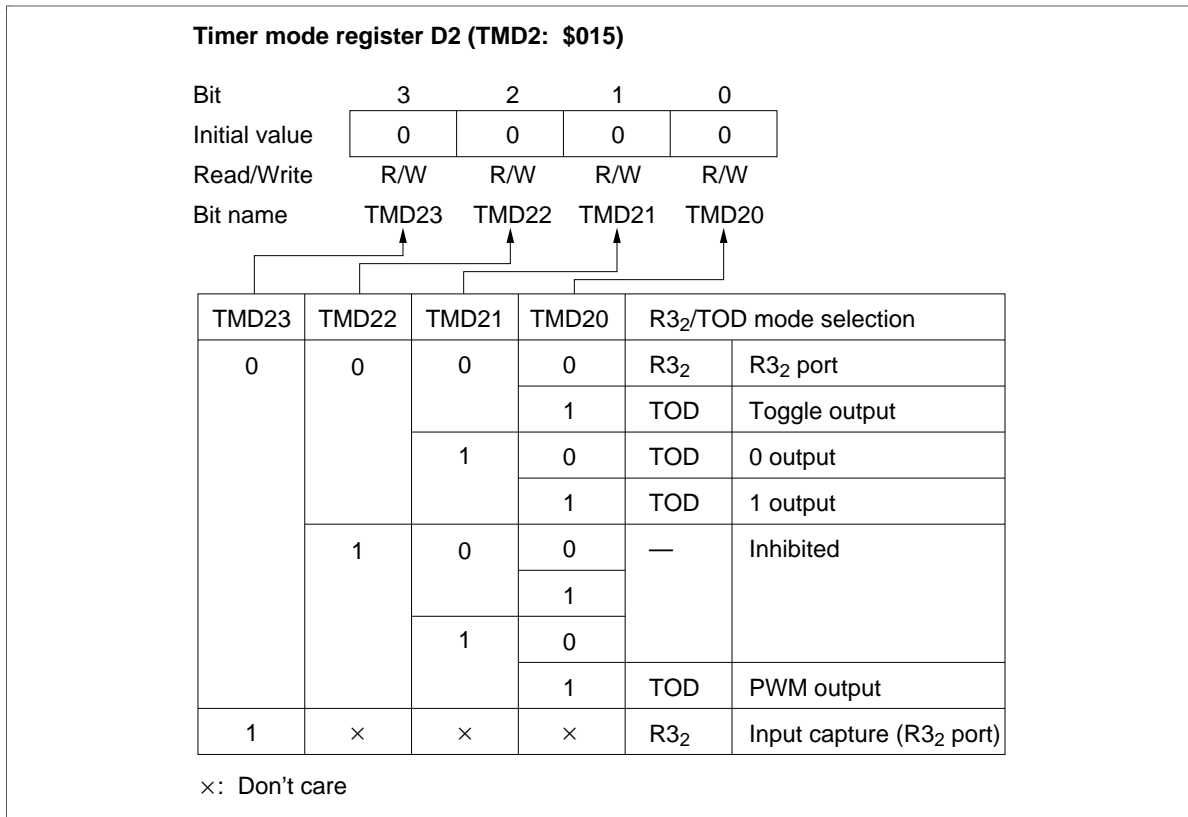 Timer mode register D2 (TMD2: $015)
Bit 3 2 1 0
Initial value 0 0 0 0
Read/Write R/W R/W R/W R/W
Bit name TMD23 TMD22 TMD21 TMD20
TMD23 TMD22 TMD21 TMD20 R3₂/TOD mode selection
0 0 0 0 R3₂ R3₂ port
1 TOD Toggle output
1 0 TOD 0 output
1 TOD 1 output
1 0 0 — Inhibited
1
1 0
1 TOD PWM output
1 × × × R3₂ Input capture (R3₂ port)
×: Don't care